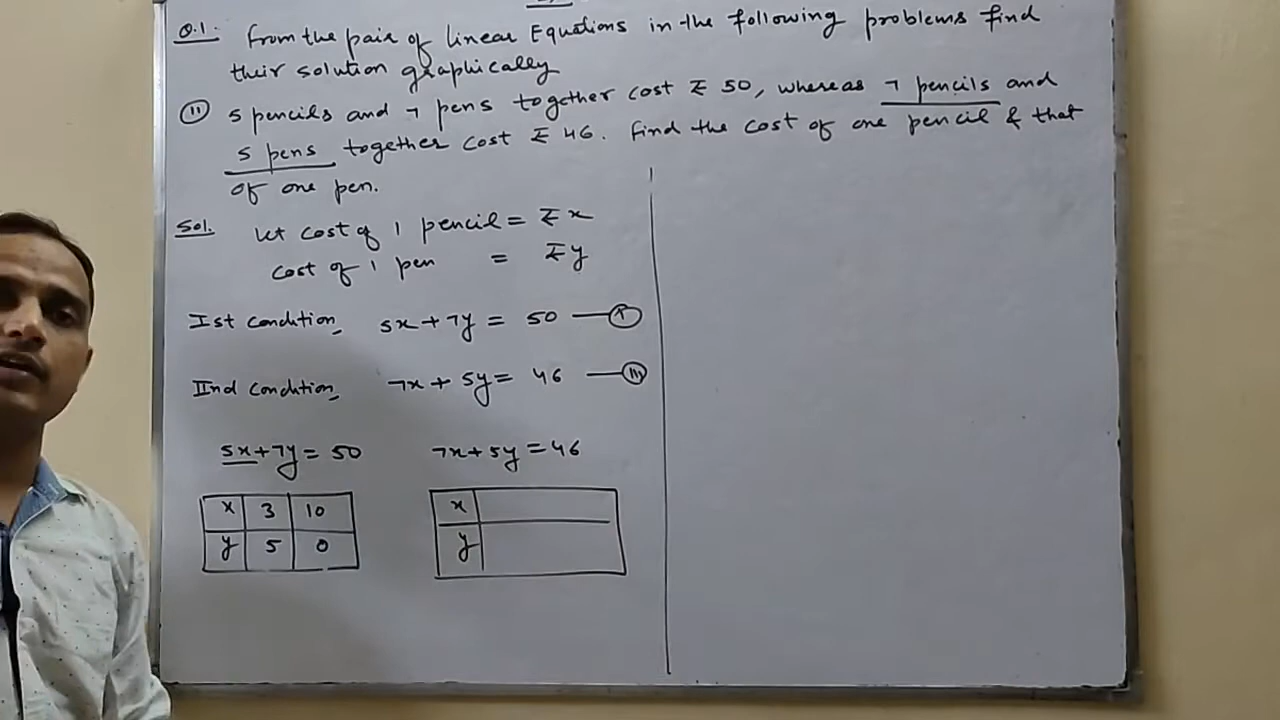 Q.1. From the pair of linear Equations in the following problems find
their solution graphically
(ii) 5 pencils and 7 pens together cost ₹ 50, whereas 7 pencils and
5 pens together cost ₹ 46. Find the cost of one pencil & that
of one pen.
Sol. Let cost of 1 pencil = ₹ x
cost of 1 pen = ₹ y
Ist condition, 5x + 7y = 50 — (i)
IInd condition, 7x + 5y = 46 — (ii)
5x + 7y = 50
x 3 10
y 5 0
7x + 5y = 46
x
y